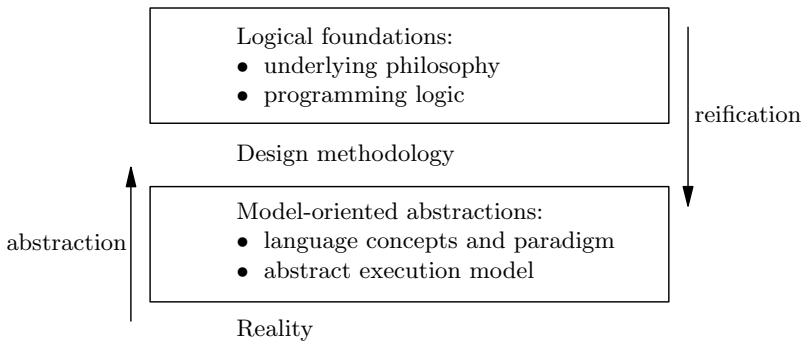 Logical foundations:
• underlying philosophy
• programming logic
reification
Design methodology
Model-oriented abstractions:
abstraction
• language concepts and paradigm
• abstract execution model
Reality